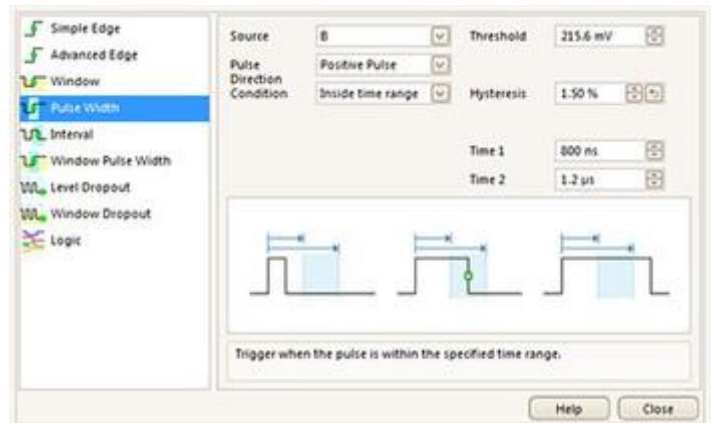 Simple Edge
Advanced Edge
Window
Pulse Width
Interval
Window Pulse Width
Level Dropout
Window Dropout
Logic
Source B Threshold 215.6 mV
Pulse Direction Positive Pulse
Condition Inside time range Hysteresis 1.50 %
Time 1 800 ns
Time 2 1.2 µs
Trigger when the pulse is within the specified time range.
Help Close